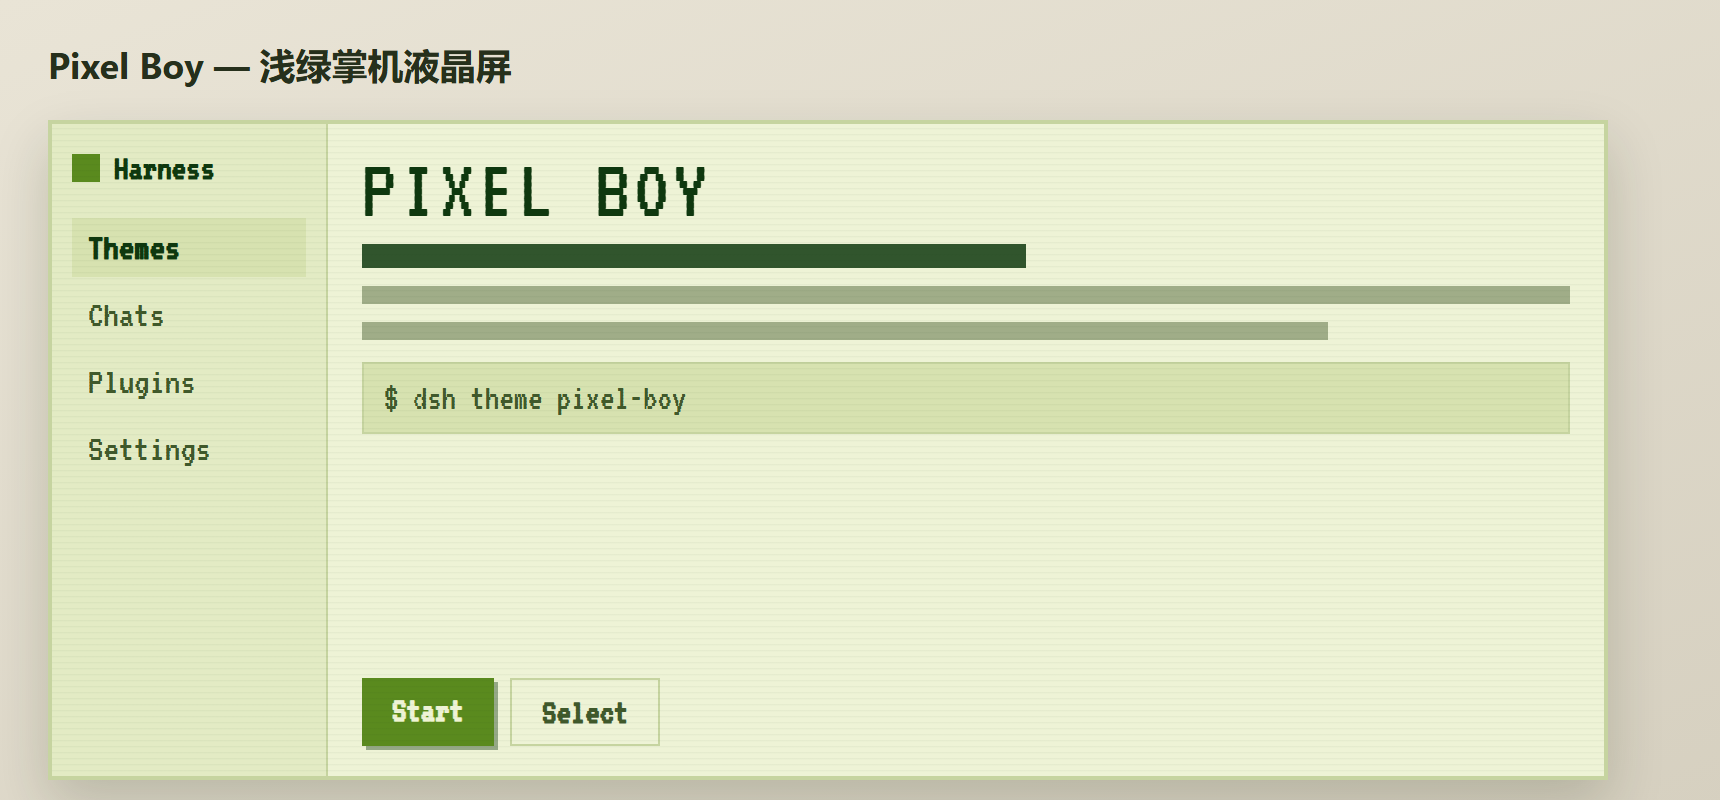 Pixel Boy — 浅绿掌机液晶屏
Harness
Themes
Chats
Plugins
Settings
PIXEL BOY
$ dsh theme pixel-boy
Start
Select